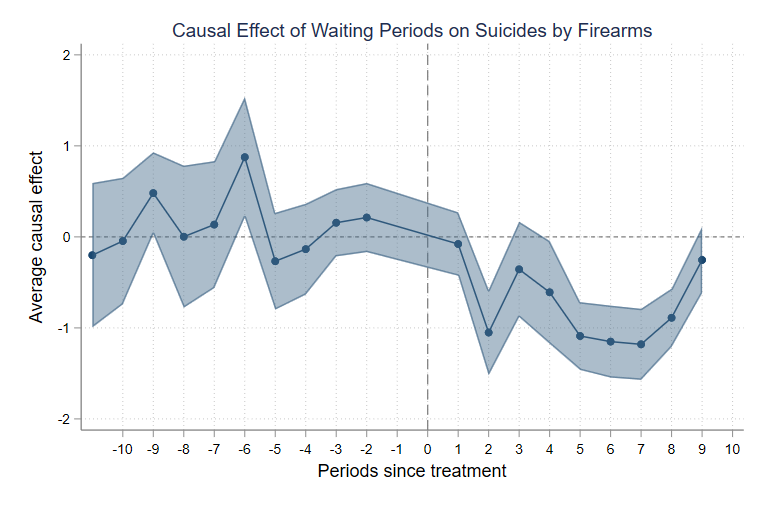 Causal Effect of Waiting Periods on Suicides by Firearms
Average causal effect
2
1
0
-1
-2
-10 -9 -8 -7 -6 -5 -4 -3 -2 -1 0 1 2 3 4 5 6 7 8 9 10
Periods since treatment